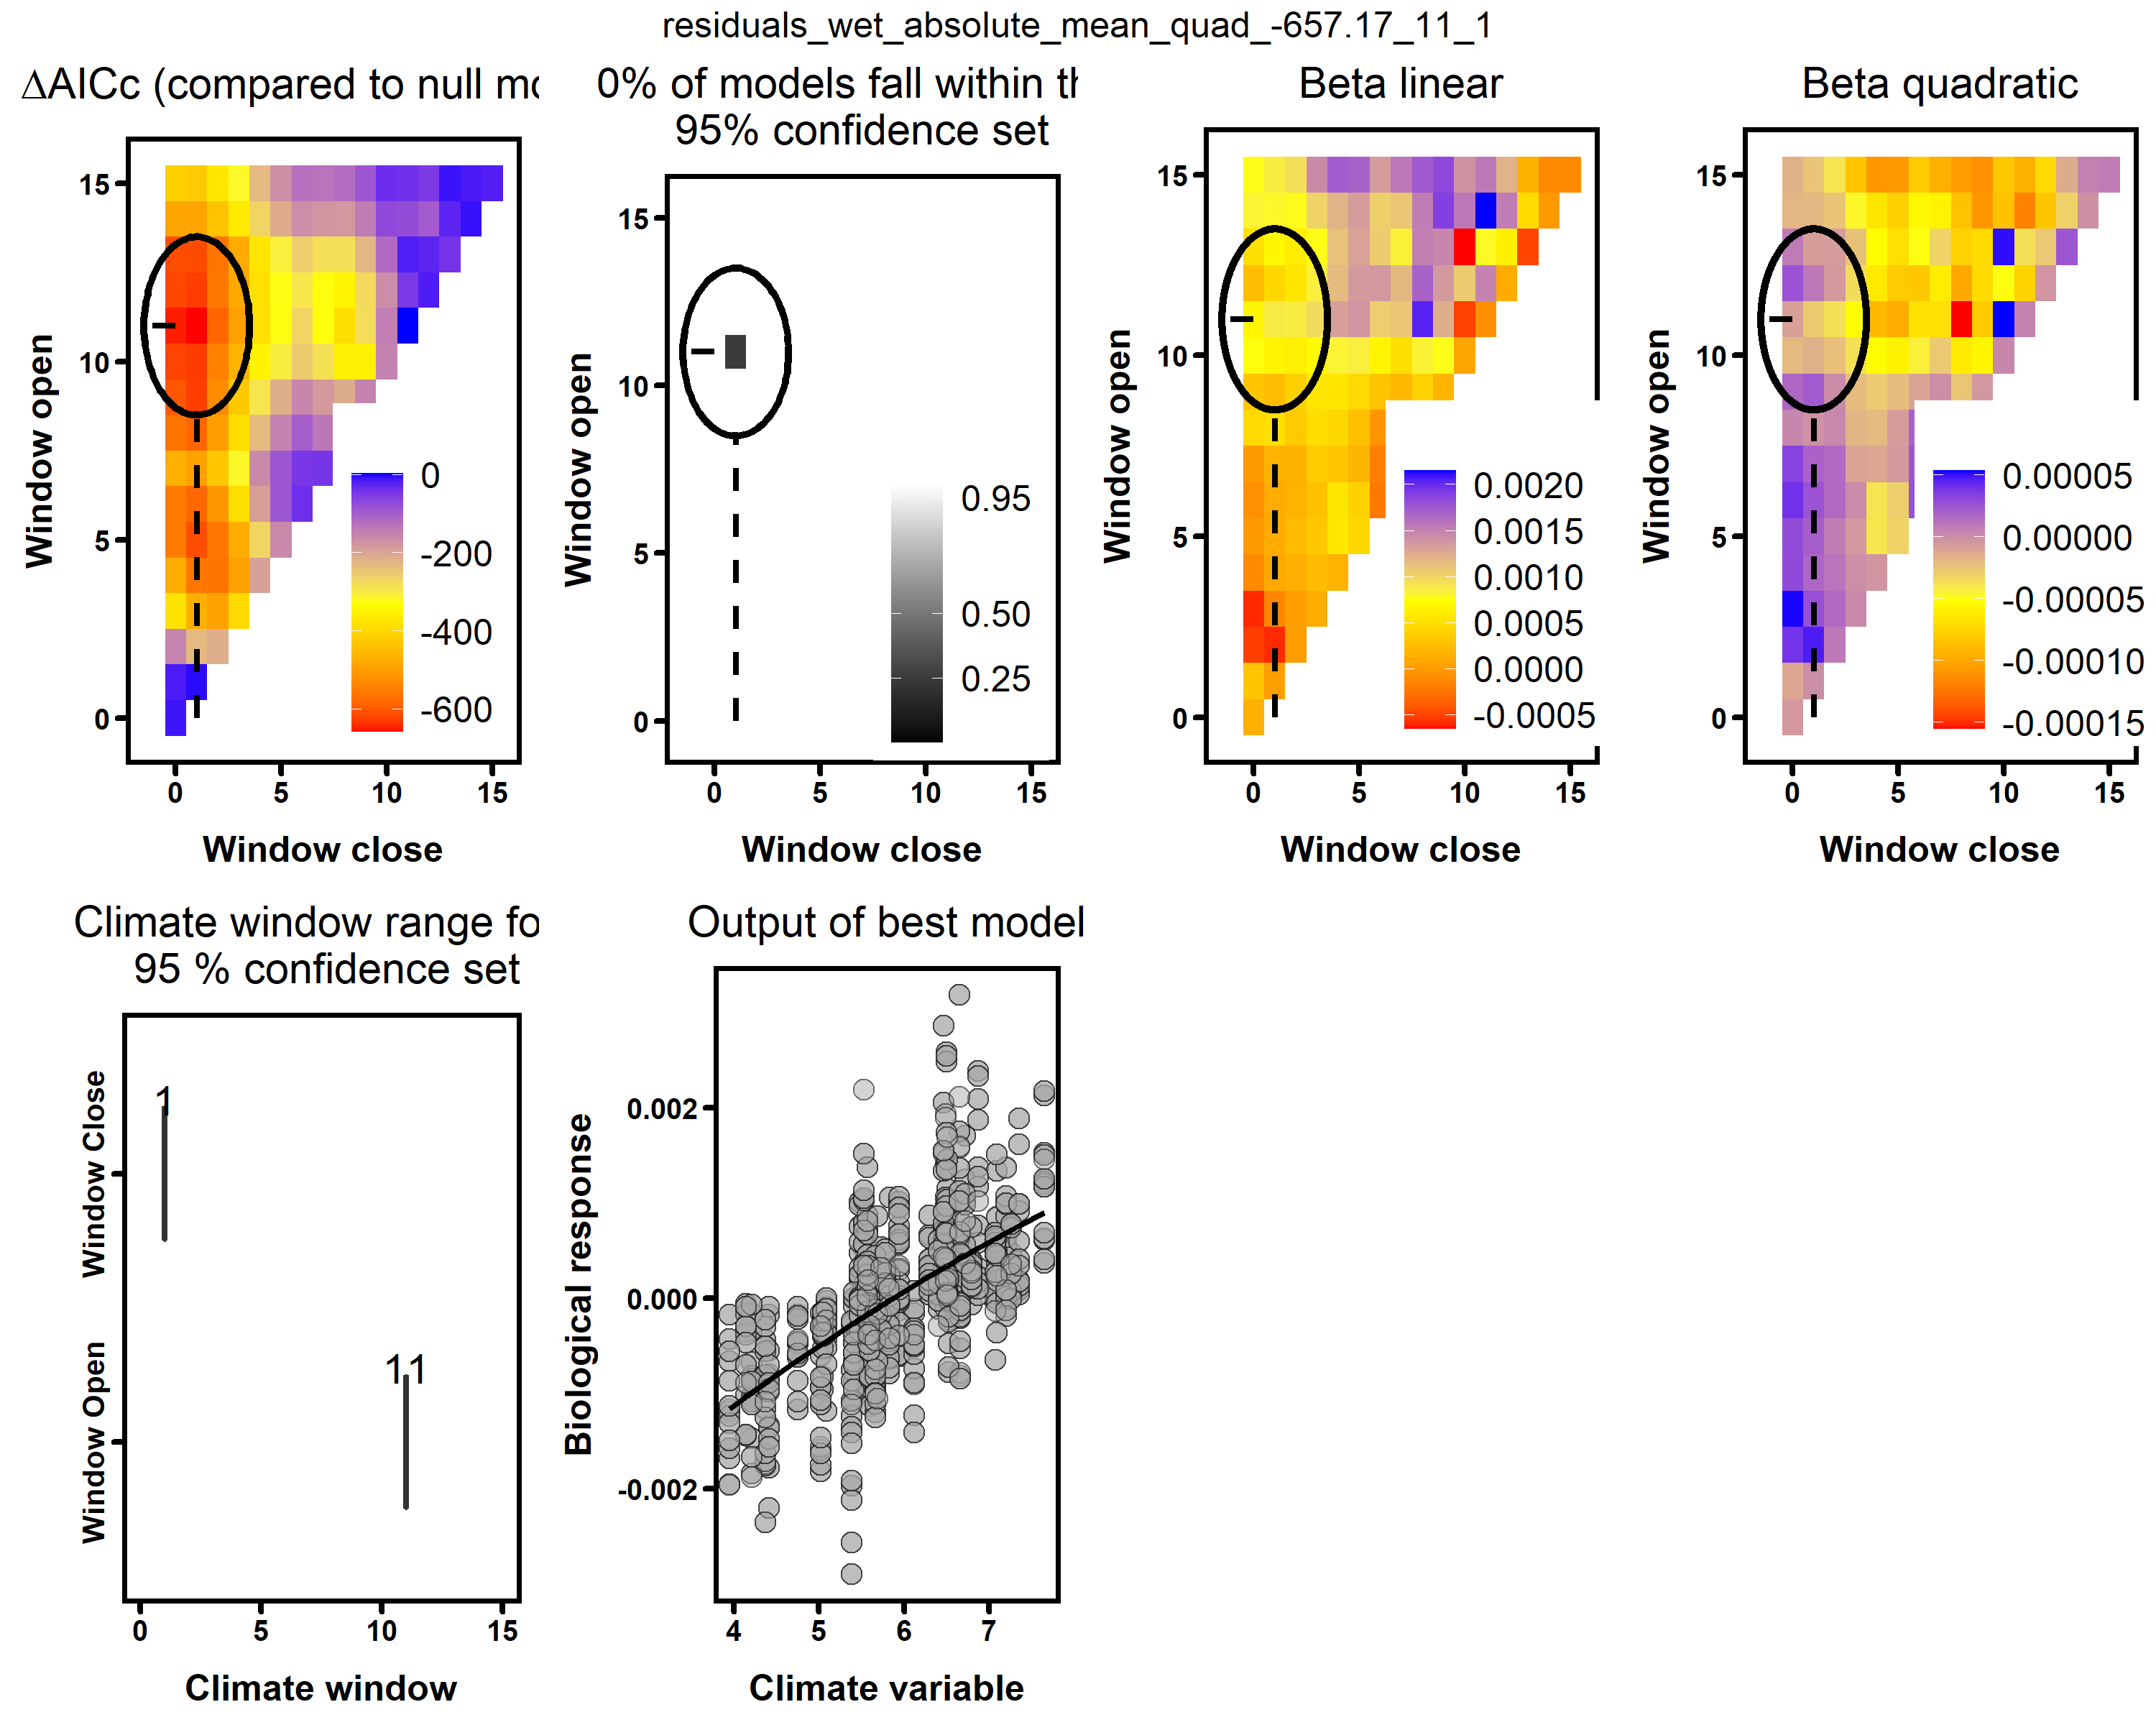 residuals_wet_absolute_mean_quad_-657.17_11_1
ΔAICc (compared to null mo
15
10
5
0
0
-200
-400
-600
0 5 10 15
Window open
Window close
0% of models fall within th
95% confidence set
15
10
5
0
0.95
0.50
0.25
0 5 10 15
Window open
Window close
Beta linear
15
10
5
0
0.0020
0.0015
0.0010
0.0005
0.0000
-0.0005
0 5 10 15
Window open
Window close
Beta quadratic
15
10
5
0
0.00005
0.00000
-0.00005
-0.00010
-0.00015
0 5 10 15
Window open
Window close
Climate window range fo
95 % confidence set
Window Close
Window Open
1
11
0 5 10 15
Climate window
Output of best model
0.002
0.000
-0.002
4 5 6 7
Biological response
Climate variable